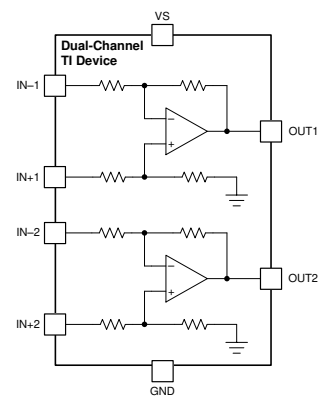 VS
Dual-Channel
TI Device
IN–1
−
+
OUT1
IN+1
IN–2
−
+
OUT2
IN+2
GND